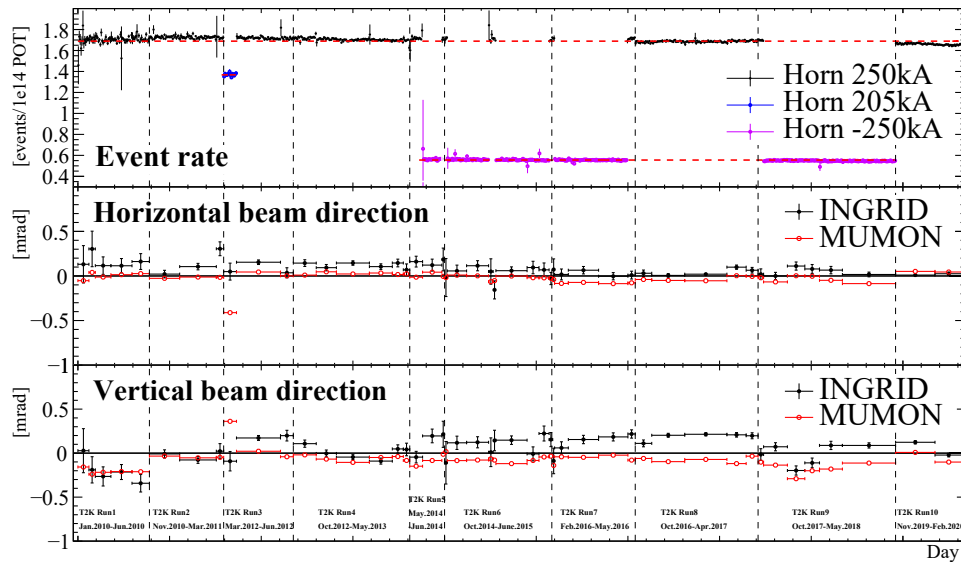 [events/1e14 POT]
1.8
1.6
1.4
1.2
1
0.8
0.6
0.4
Horn 250kA
Horn 205kA
Horn -250kA
Event rate
[mrad]
0.5
0
−0.5
−1
Horizontal beam direction
INGRID
MUMON
[mrad]
0.5
0
−0.5
−1
Vertical beam direction
INGRID
MUMON
T2K Run1
Jan.2010-Jun.2010
T2K Run2
Nov.2010-Mar.2011
T2K Run3
Mar.2012-Jun.2012
T2K Run4
Oct.2012-May.2013
T2K Run5
May.2014
Jun.2014
T2K Run6
Oct.2014-June.2015
T2K Run7
Feb.2016-May.2016
T2K Run8
Oct.2016-Apr.2017
T2K Run9
Oct.2017-May.2018
T2K Run10
Nov.2019-Feb.2020
Day